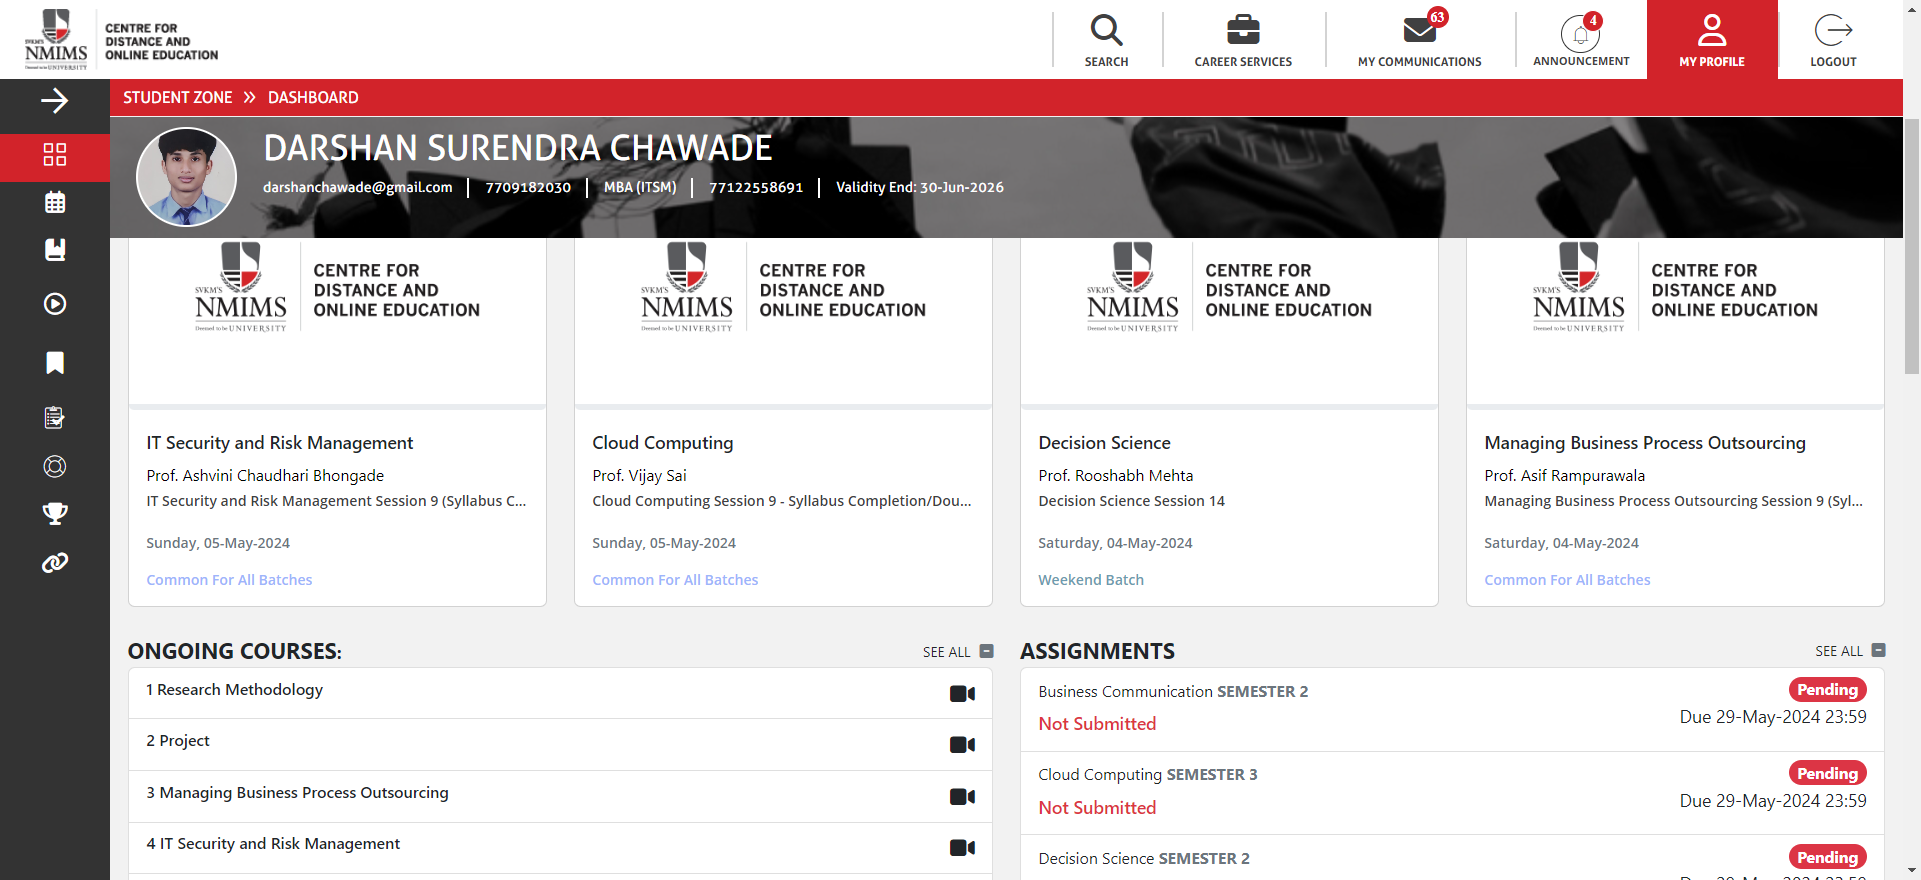 SVKM'S
NMIMS
Deemed to be UNIVERSITY
CENTRE FOR
DISTANCE AND
ONLINE EDUCATION
SEARCH
CAREER SERVICES
63
MY COMMUNICATIONS
4
ANNOUNCEMENT
MY PROFILE
LOGOUT
STUDENT ZONE » DASHBOARD
DARSHAN SURENDRA CHAWADE
darshanchawade@gmail.com | 7709182030 | MBA (ITSM) | 77122558691 | Validity End: 30-Jun-2026
SVKM'S
NMIMS
Deemed to be UNIVERSITY
CENTRE FOR
DISTANCE AND
ONLINE EDUCATION
IT Security and Risk Management
Prof. Ashvini Chaudhari Bhongade
IT Security and Risk Management Session 9 (Syllabus C...
Sunday, 05-May-2024
Common For All Batches
SVKM'S
NMIMS
Deemed to be UNIVERSITY
CENTRE FOR
DISTANCE AND
ONLINE EDUCATION
Cloud Computing
Prof. Vijay Sai
Cloud Computing Session 9 - Syllabus Completion/Dou...
Sunday, 05-May-2024
Common For All Batches
SVKM'S
NMIMS
Deemed to be UNIVERSITY
CENTRE FOR
DISTANCE AND
ONLINE EDUCATION
Decision Science
Prof. Rooshabh Mehta
Decision Science Session 14
Saturday, 04-May-2024
Weekend Batch
SVKM'S
NMIMS
Deemed to be UNIVERSITY
CENTRE FOR
DISTANCE AND
ONLINE EDUCATION
Managing Business Process Outsourcing
Prof. Asif Rampurawala
Managing Business Process Outsourcing Session 9 (Syl...
Saturday, 04-May-2024
Common For All Batches
ONGOING COURSES:
SEE ALL
1 Research Methodology
2 Project
3 Managing Business Process Outsourcing
4 IT Security and Risk Management
ASSIGNMENTS
SEE ALL
Business Communication SEMESTER 2
Pending
Not Submitted
Due 29-May-2024 23:59
Cloud Computing SEMESTER 3
Pending
Not Submitted
Due 29-May-2024 23:59
Decision Science SEMESTER 2
Pending